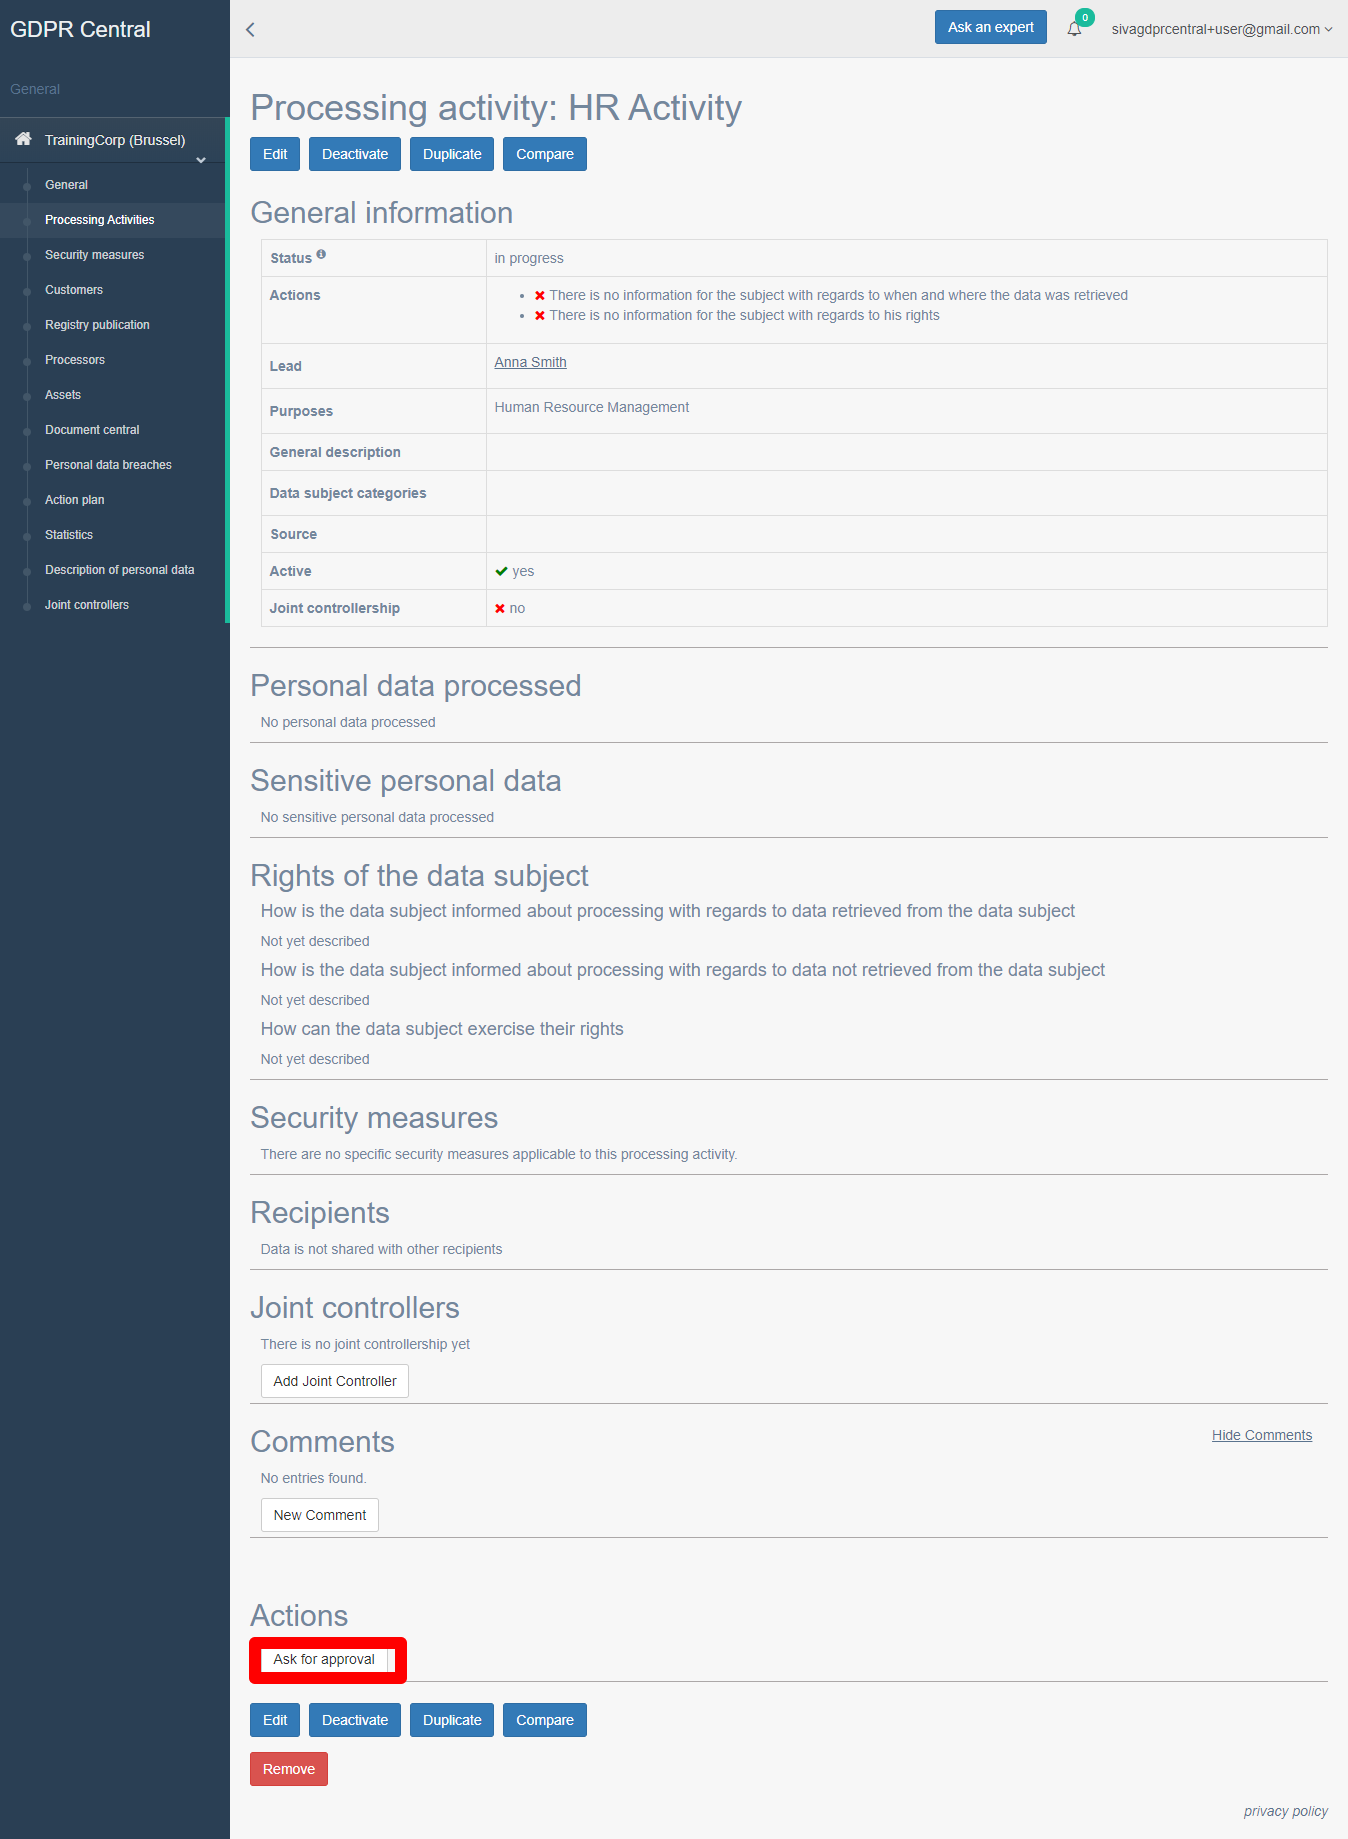 GDPR Central
Ask an expert
0
sivagdprcentral+user@gmail.com
General
TrainingCorp (Brussel)
General
Processing Activities
Security measures
Customers
Registry publication
Processors
Assets
Document central
Personal data breaches
Action plan
Statistics
Description of personal data
Joint controllers
Processing activity: HR Activity
Edit
Deactivate
Duplicate
Compare
General information
Status
in progress
Actions
There is no information for the subject with regards to when and where the data was retrieved
There is no information for the subject with regards to his rights
Lead
Anna Smith
Purposes
Human Resource Management
General description
Data subject categories
Source
Active
yes
Joint controllership
no
Personal data processed
No personal data processed
Sensitive personal data
No sensitive personal data processed
Rights of the data subject
How is the data subject informed about processing with regards to data retrieved from the data subject
Not yet described
How is the data subject informed about processing with regards to data not retrieved from the data subject
Not yet described
How can the data subject exercise their rights
Not yet described
Security measures
There are no specific security measures applicable to this processing activity.
Recipients
Data is not shared with other recipients
Joint controllers
There is no joint controllership yet
Add Joint Controller
Comments
Hide Comments
No entries found.
New Comment
Actions
Ask for approval
Edit
Deactivate
Duplicate
Compare
Remove
privacy policy